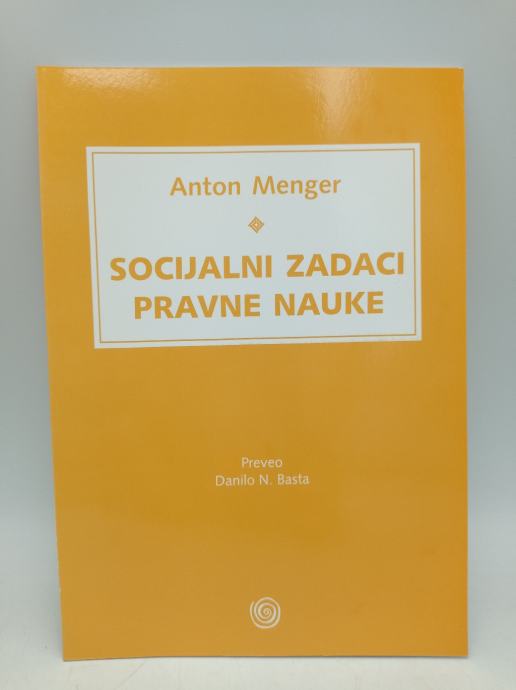 Anton Menger
SOCIJALNI ZADACI
PRAVNE NAUKE
Preveo
Danilo N. Basta